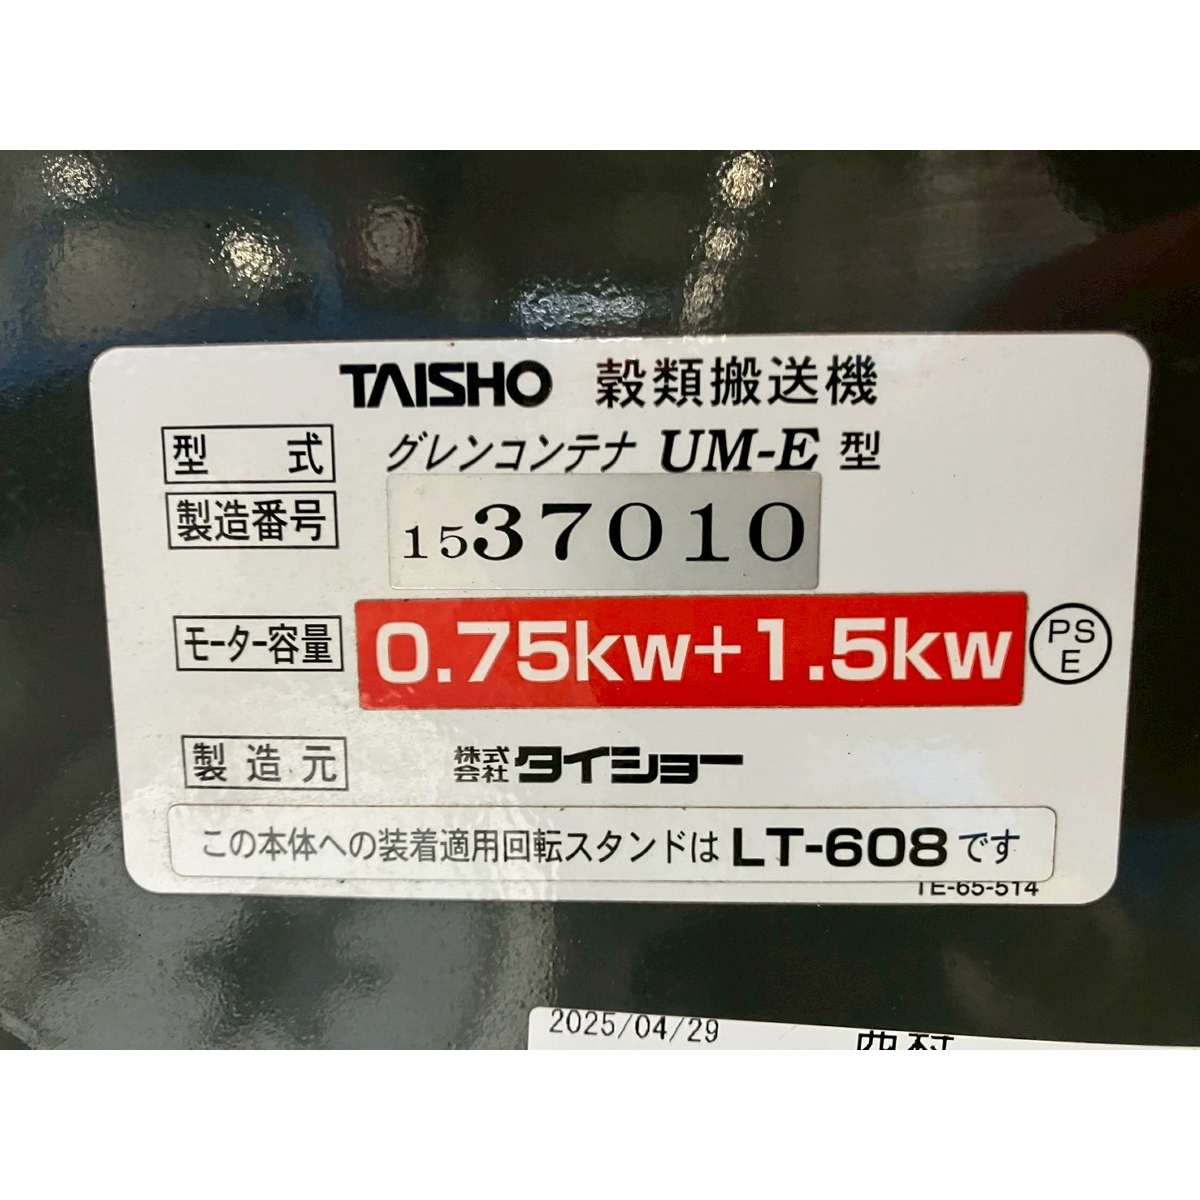 TAISHO 穀類搬送機
型式 グレンコンテナ UM-E 型
製造番号 1537010
モーター容量 0.75kw+1.5kw PSE
製造元 株式会社タイショー
この本体への装着適用回転スタンドは LT-608 です
TE-65-514
2025/04/29 西村